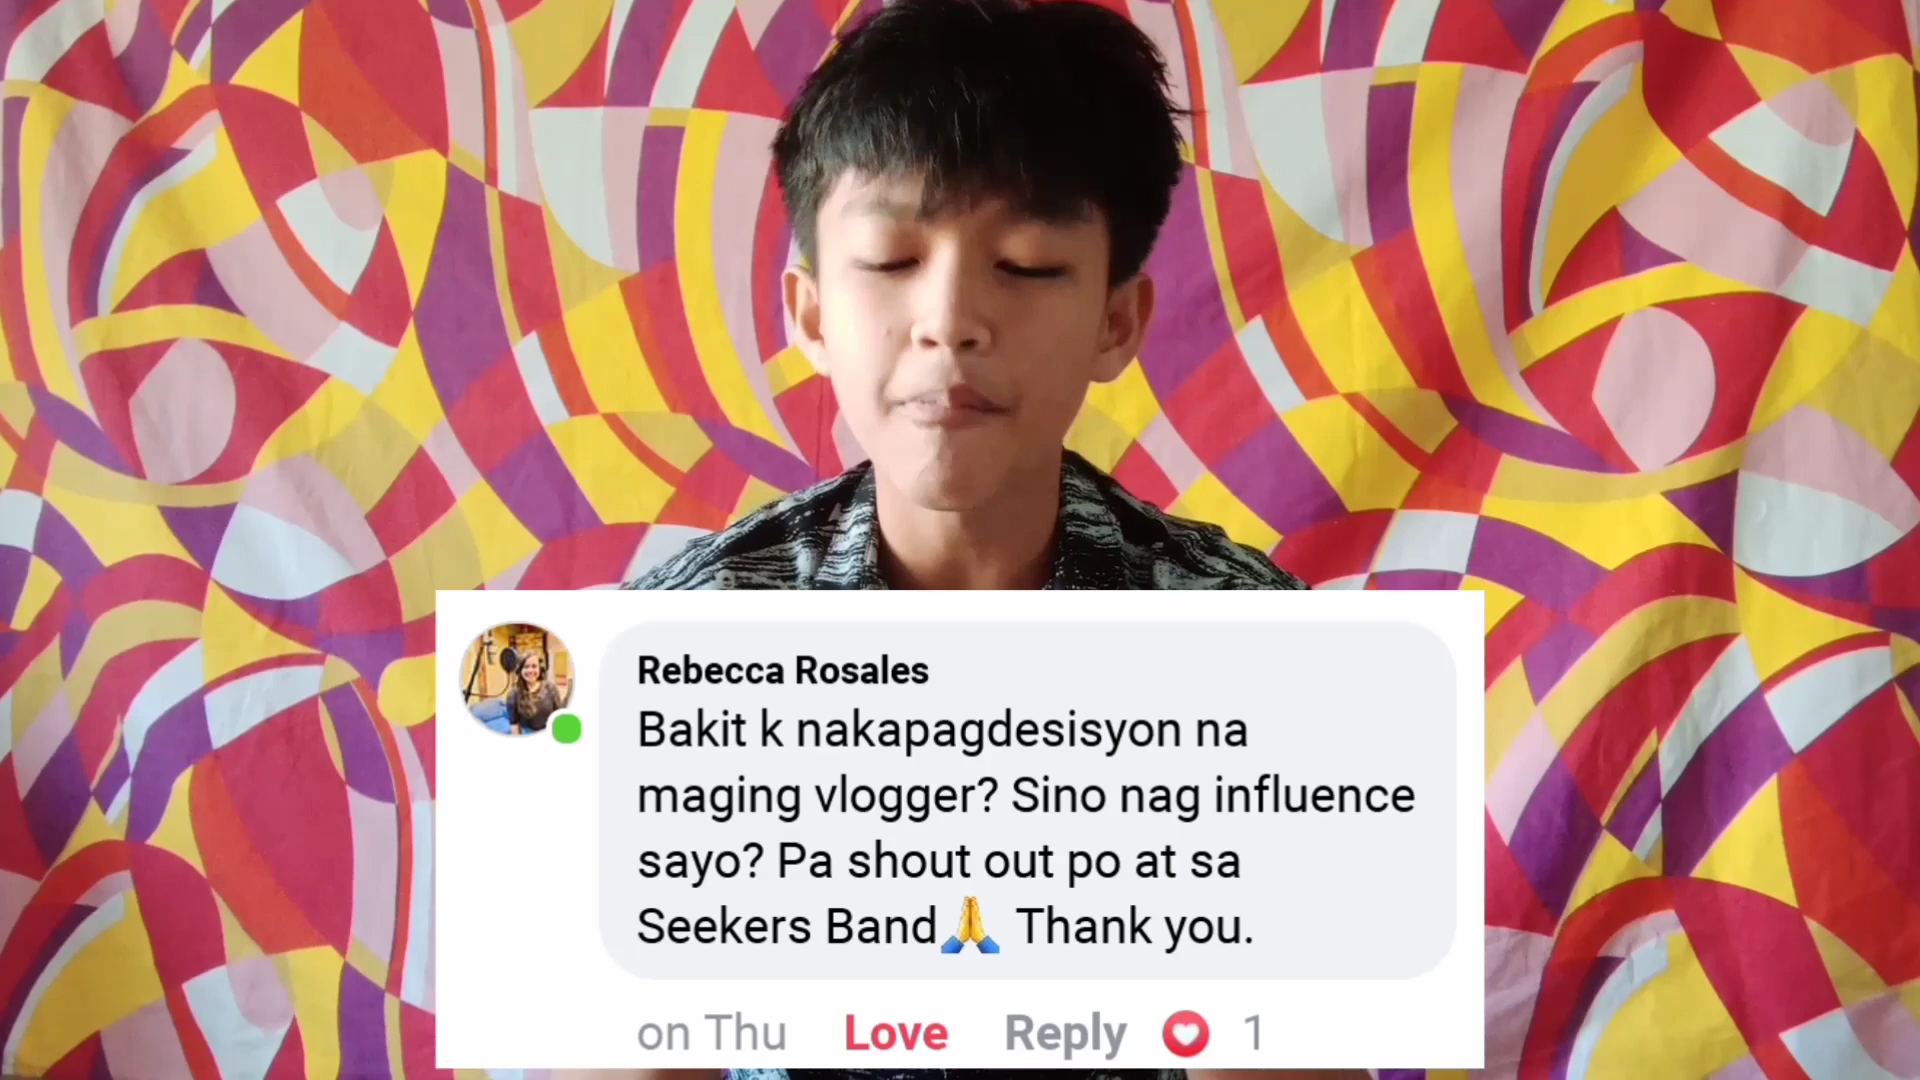 Rebecca Rosales
Bakit k nakapagdesisyon na
maging vlogger? Sino nag influence
sayo? Pa shout out po at sa
Seekers Band🙏 Thank you.
on Thu Love Reply 1